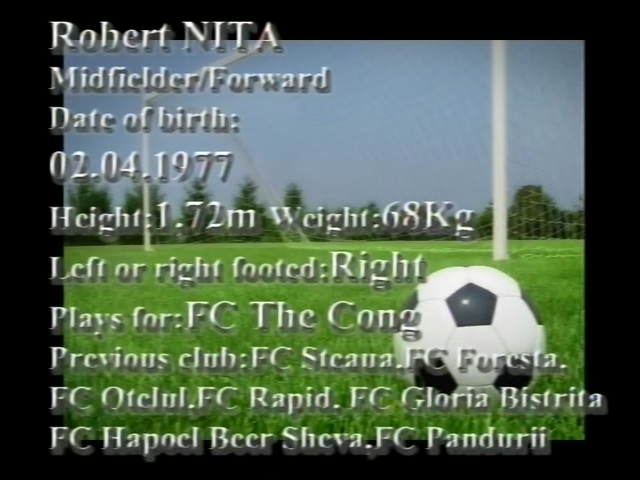 Robert NITA
Midfielder/Forward
Date of birth:
02.04.1977
Height:1.72m Weight:68Kg
Left or right footed:Right
Plays for:FC The Cong
Previous club:FC Steaua,FC Foresta,
FC Otelul,FC Rapid, FC Gloria Bistrita
FC Hapoel Beer Sheva,FC Pandurii